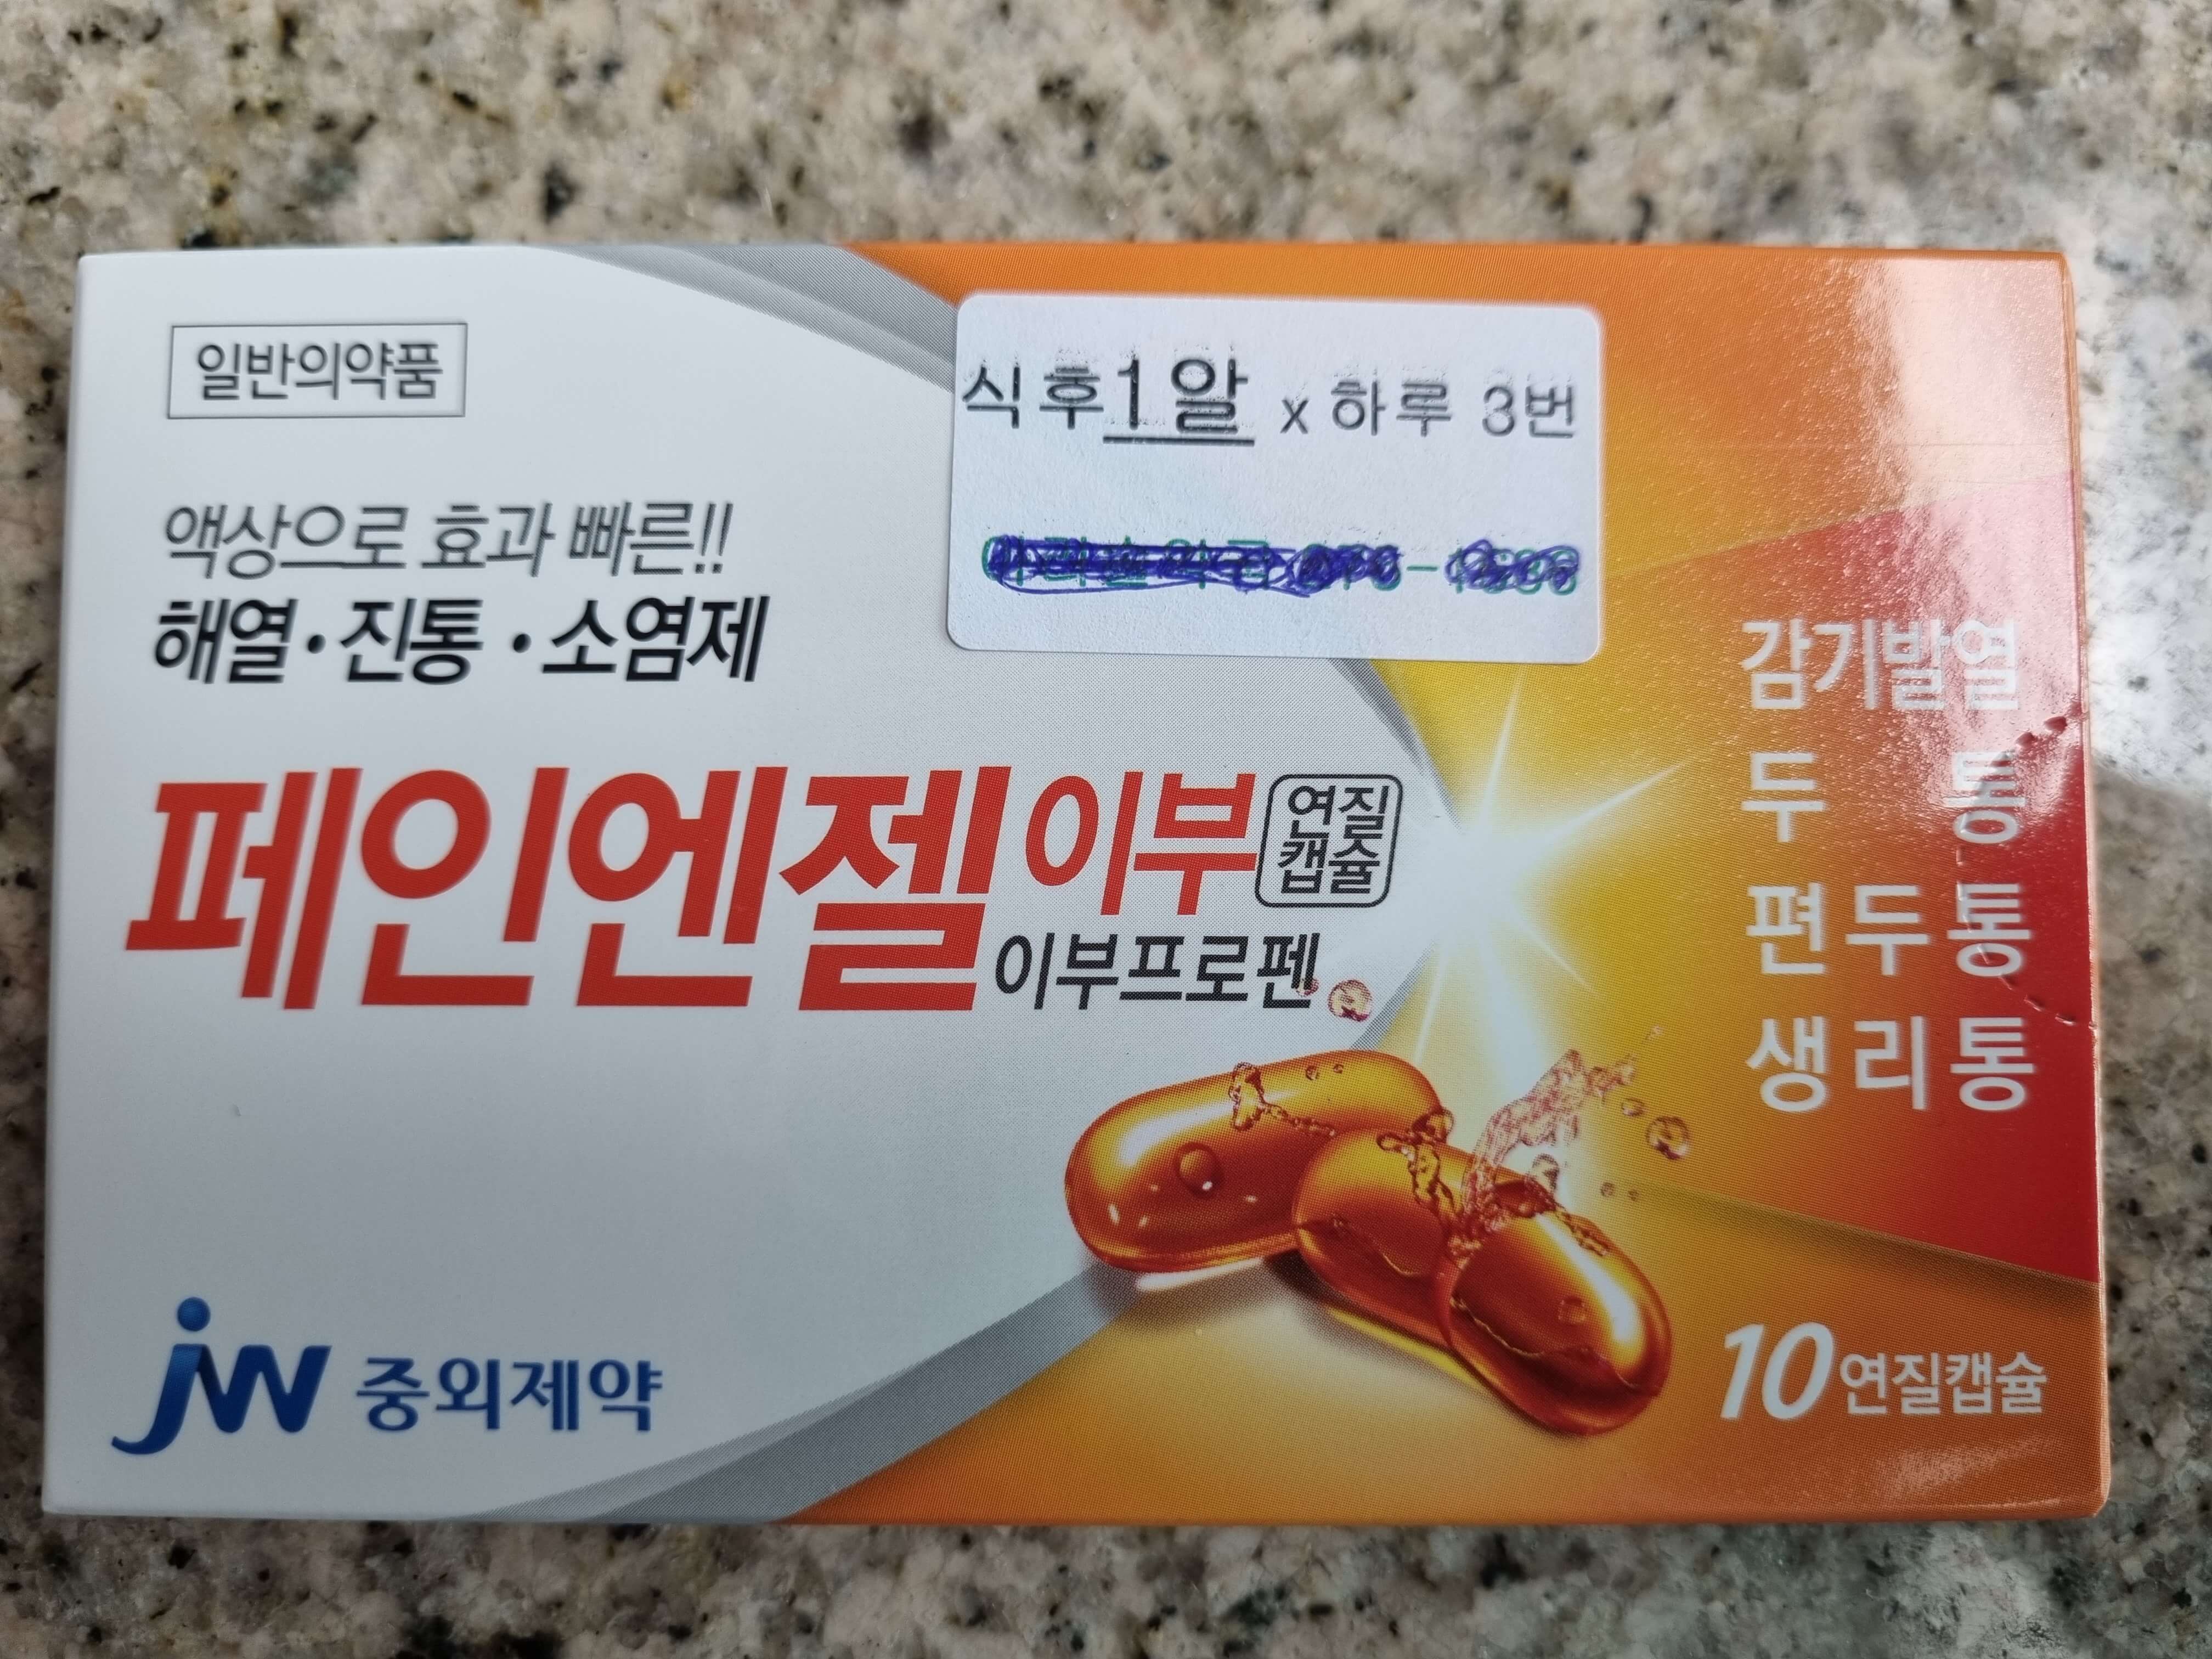 일반의약품
식후 1알 x 하루 3번
액상으로 효과 빠른!!
해열·진통·소염제
페인엔젤이부 연질
캡슐
이부프로펜
감기발열
두 통
편두통
생리통
jw 중외제약
10 연질캡슐